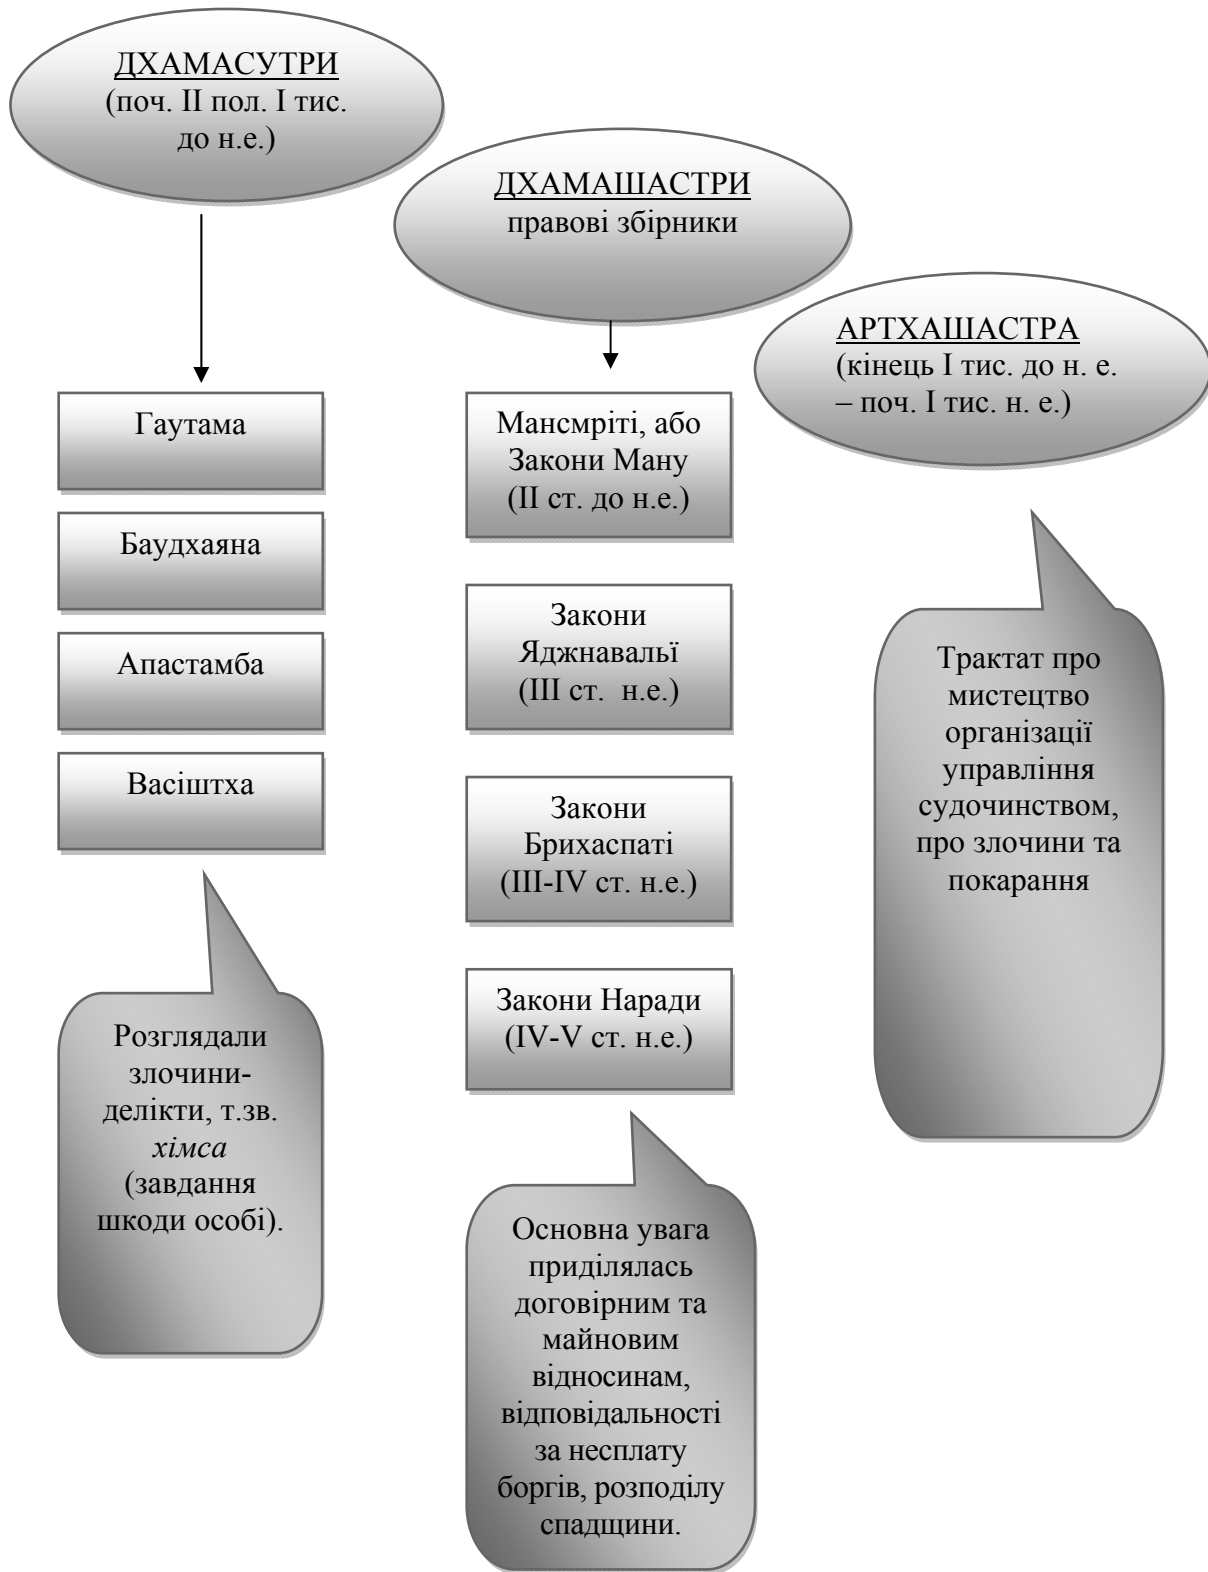 ДХАМАСУТРИ
(поч. ІІ пол. І тис.
до н.е.)
Гаутама
Баудхаяна
Апастамба
Васіштха
Розглядали
злочини-
делікти, т.зв.
хімса
(завдання
шкоди особі).
ДХАМАШАСТРИ
правові збірники
Мансмріті, або
Закони Ману
(ІІ ст. до н.е.)
Закони
Яджнавальї
(ІІІ ст.  н.е.)
Закони
Брихаспаті
(ІІІ-IV ст. н.е.)
Закони Наради
(IV-V ст. н.е.)
Основна увага
приділялась
договірним та
майновим
відносинам,
відповідальності
за несплату
боргів, розподілу
спадщини.
АРТХАШАСТРА
(кінець І тис. до н. е.
– поч. І тис. н. е.)
Трактат про
мистецтво
організації
управління
судочинством,
про злочини та
покарання